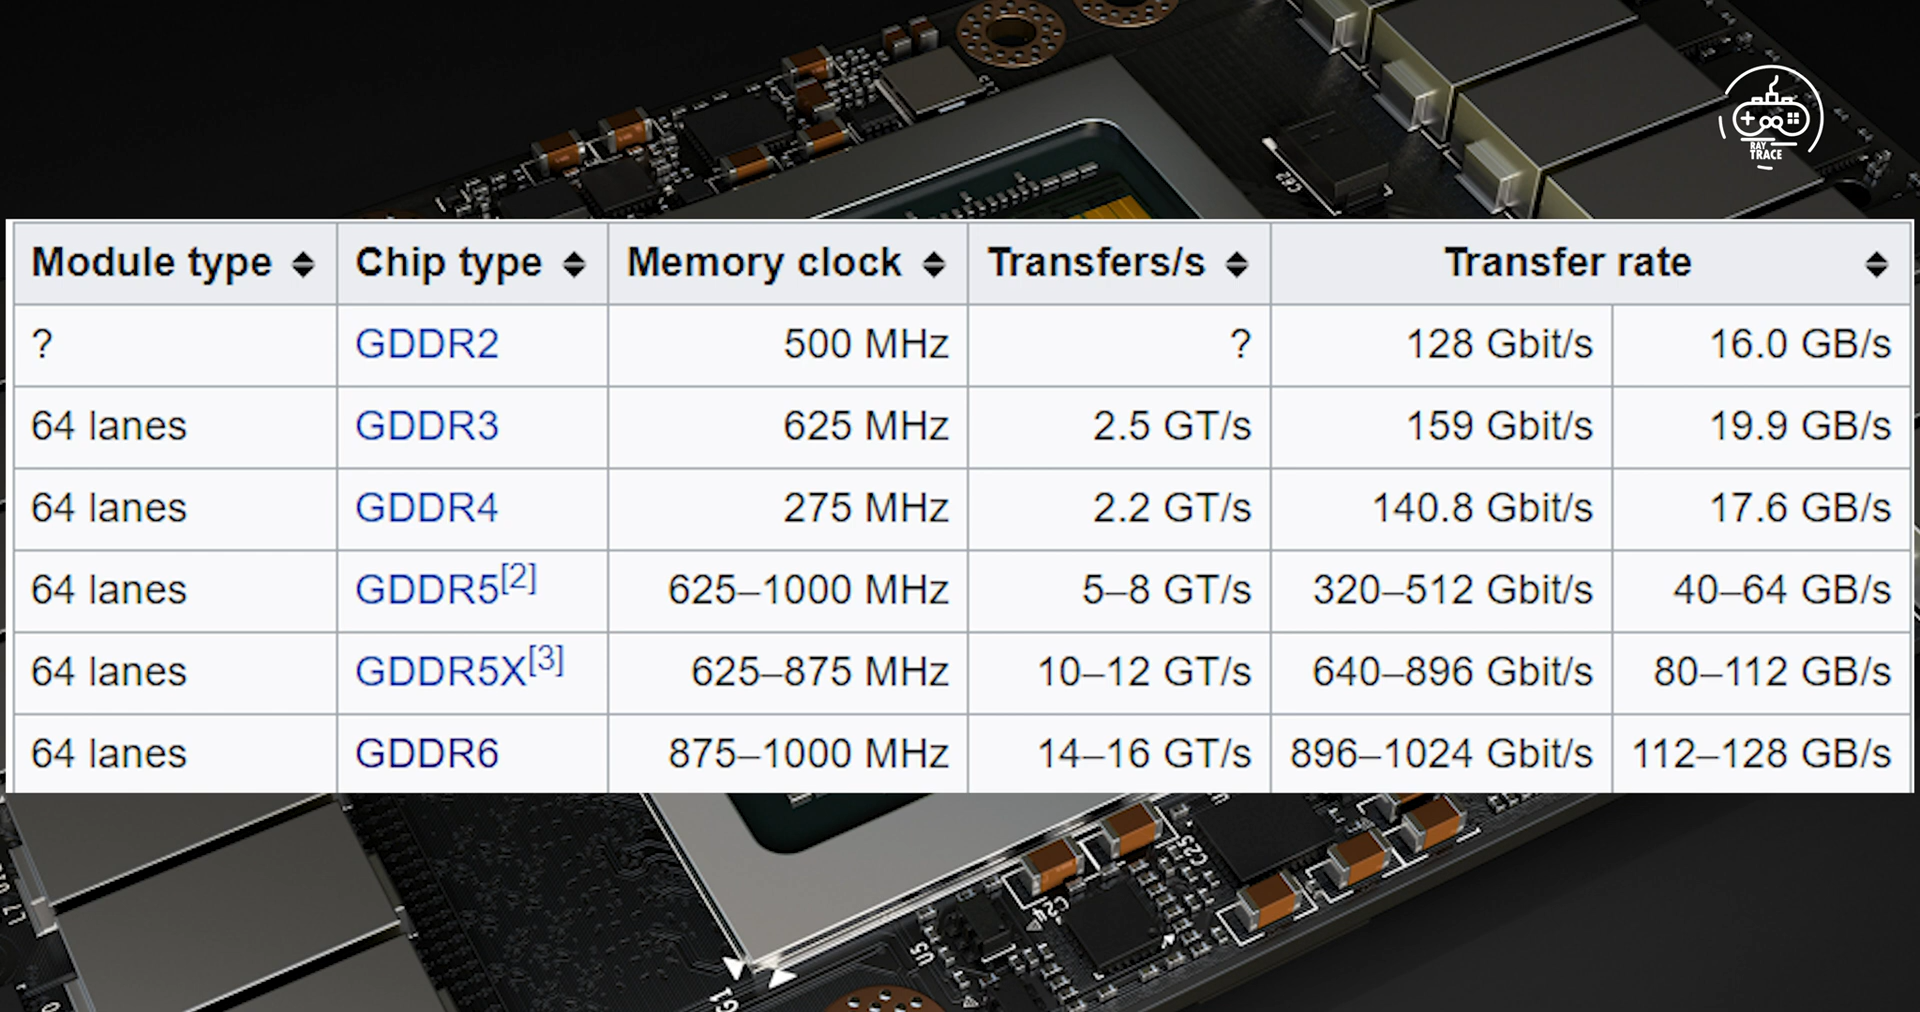 RAY
TRACE
C62
Module type Chip type Memory clock Transfers/s Transfer rate
? GDDR2 500 MHz ? 128 Gbit/s 16.0 GB/s
64 lanes GDDR3 625 MHz 2.5 GT/s 159 Gbit/s 19.9 GB/s
64 lanes GDDR4 275 MHz 2.2 GT/s 140.8 Gbit/s 17.6 GB/s
64 lanes GDDR5[2] 625–1000 MHz 5–8 GT/s 320–512 Gbit/s 40–64 GB/s
64 lanes GDDR5X[3] 625–875 MHz 10–12 GT/s 640–896 Gbit/s 80–112 GB/s
64 lanes GDDR6 875–1000 MHz 14–16 GT/s 896–1024 Gbit/s 112–128 GB/s
C25
C24
U5